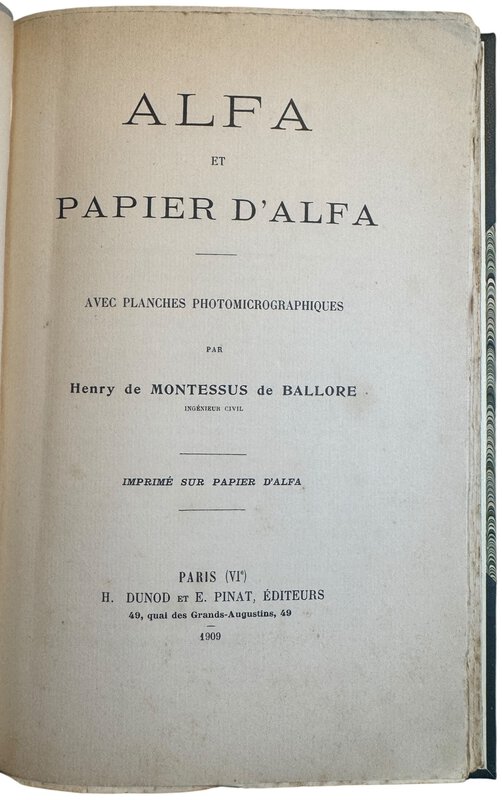 ALFA
ET
PAPIER D'ALFA
AVEC PLANCHES PHOTOMICROGRAPHIQUES
PAR
Henry de MONTESSUS de BALLORE
INGÉNIEUR CIVIL
IMPRIMÉ SUR PAPIER D'ALFA
PARIS (VIᵉ)
H. DUNOD ET E. PINAT, ÉDITEURS
49, quai des Grands-Augustins, 49
1909